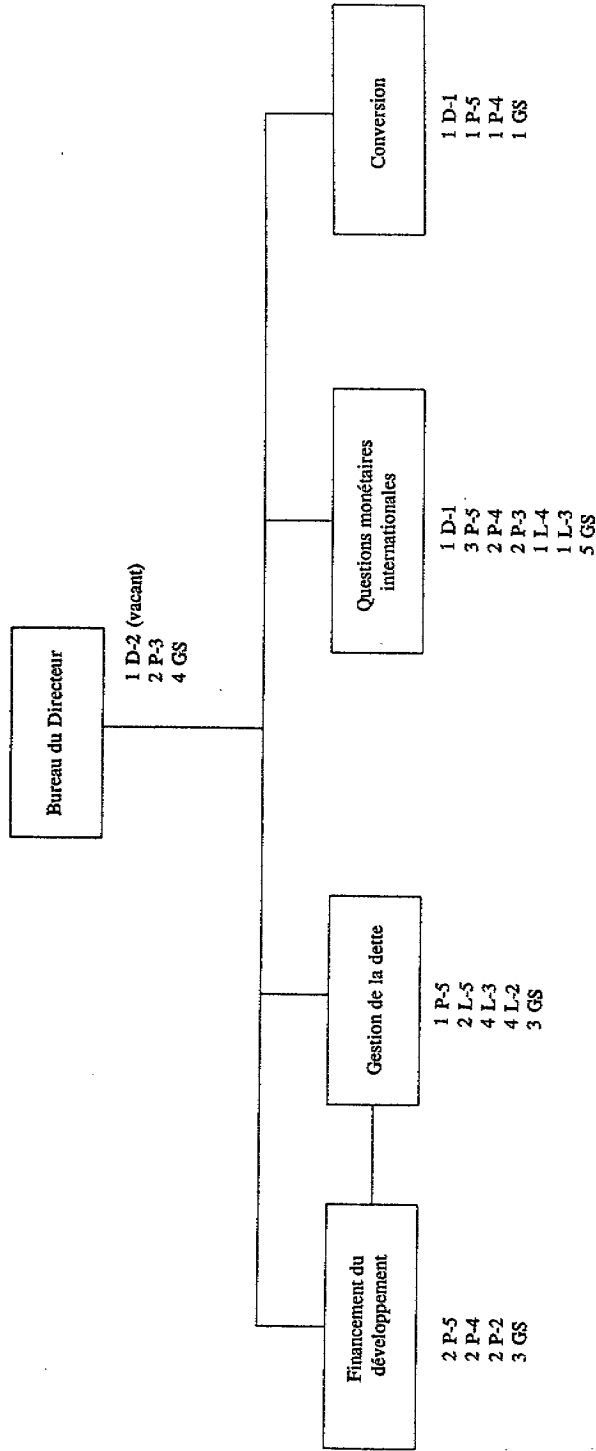 Bureau du Directeur
1 D-2 (vacant)
2 P-3
4 GS
Financement du
développement
2 P-5
2 P-4
2 P-2
3 GS
Gestion de la dette
1 P-5
2 L-5
4 L-3
4 L-2
3 GS
Questions monétaires
internationales
1 D-1
3 P-5
2 P-4
2 P-3
1 L-4
1 L-3
5 GS
Conversion
1 D-1
1 P-5
1 P-4
1 GS